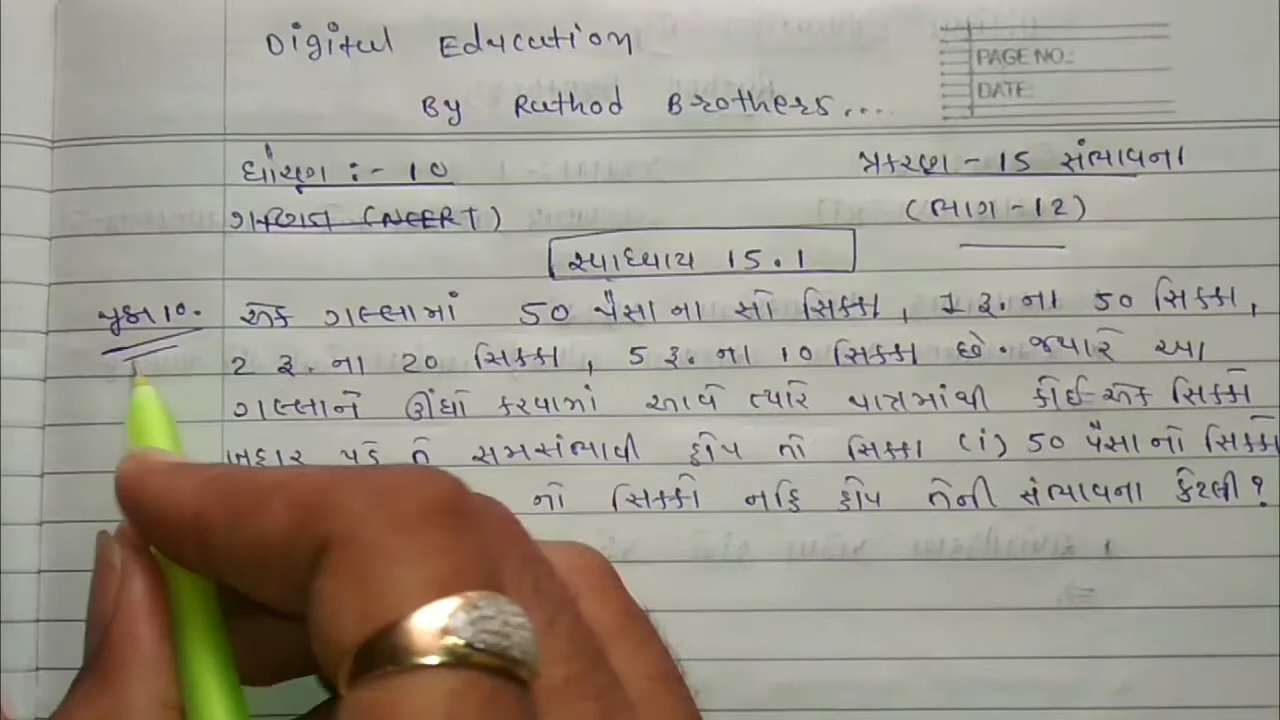 Digital Education
By Rathod Brothers....
PAGE NO.:
DATE:
ધોરણ :- 10
પ્રકરણ - 15 સંભાવના
ગણિત (NCERT)
(ભાગ - 12)
સ્વાધ્યાય 15.1
પ્રશ્ન 10. એક ગલ્લામાં 50 પૈસા ના સો સિક્કા, 1 રૂ. ના 50 સિક્કા,
2 રૂ. ના 20 સિક્કા, 5 રૂ. ના 10 સિક્કા છે. જ્યારે આ
ગલ્લાને ઊંધો કરવામાં આવે ત્યારે પાત્રમાંથી કોઈ-એક સિક્કો
બહાર પડે તે સમસંભાવી હોય તો સિક્કા (i) 50 પૈસા નો સિક્કો
નો સિક્કો નહિ હોય તેની સંભાવના કેટલી?